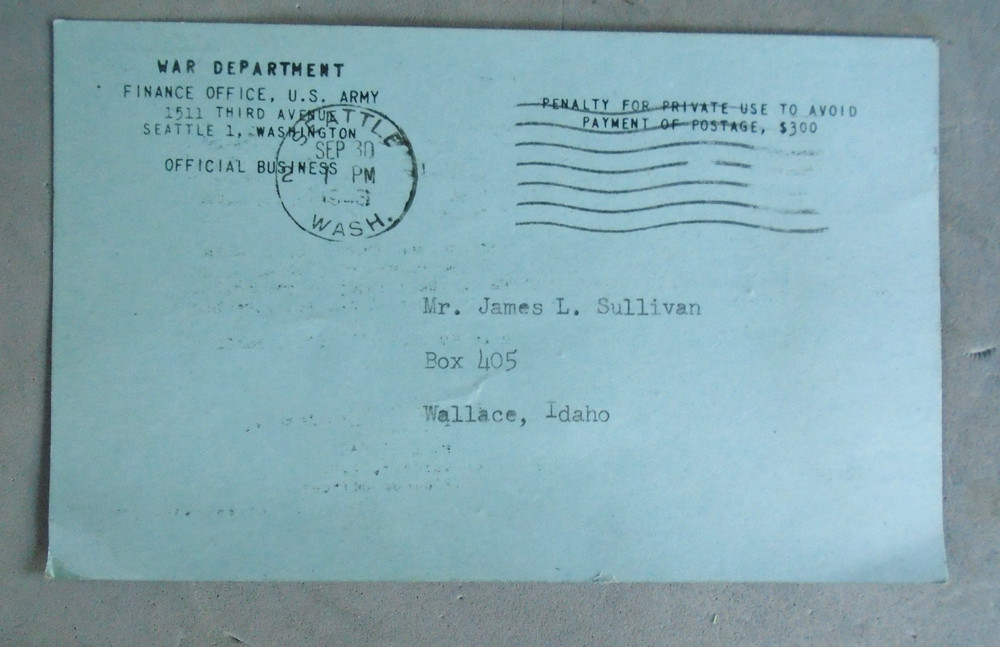 WAR DEPARTMENT
FINANCE OFFICE, U.S. ARMY
1511 THIRD AVENUE
SEATTLE 1, WASHINGTON
OFFICIAL BUSINESS
SEATTLE
SEP 30
1 PM
WASH.
PENALTY FOR PRIVATE USE TO AVOID
PAYMENT OF POSTAGE, $300
Mr. James L. Sullivan
Box 405
Wallace, Idaho